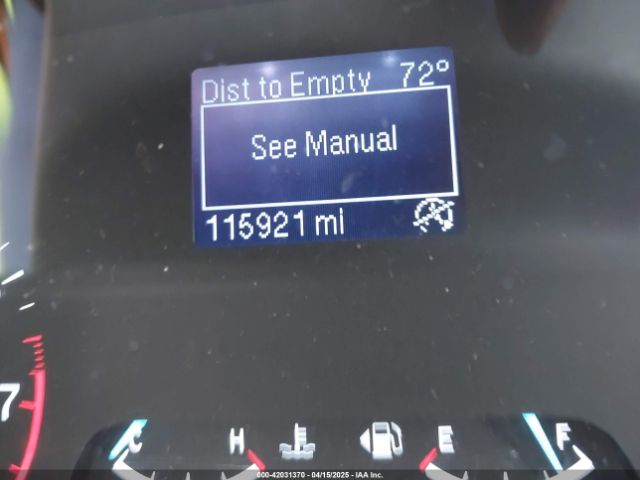 Dist to Empty 72°
See Manual
115921 mi
7
C H E F
000-42031370 - 04/15/2025 - IAA Inc.